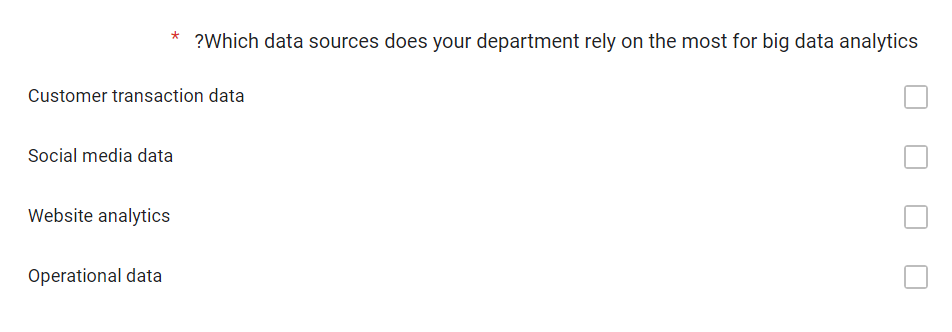 * ?Which data sources does your department rely on the most for big data analytics
Customer transaction data
Social media data
Website analytics
Operational data